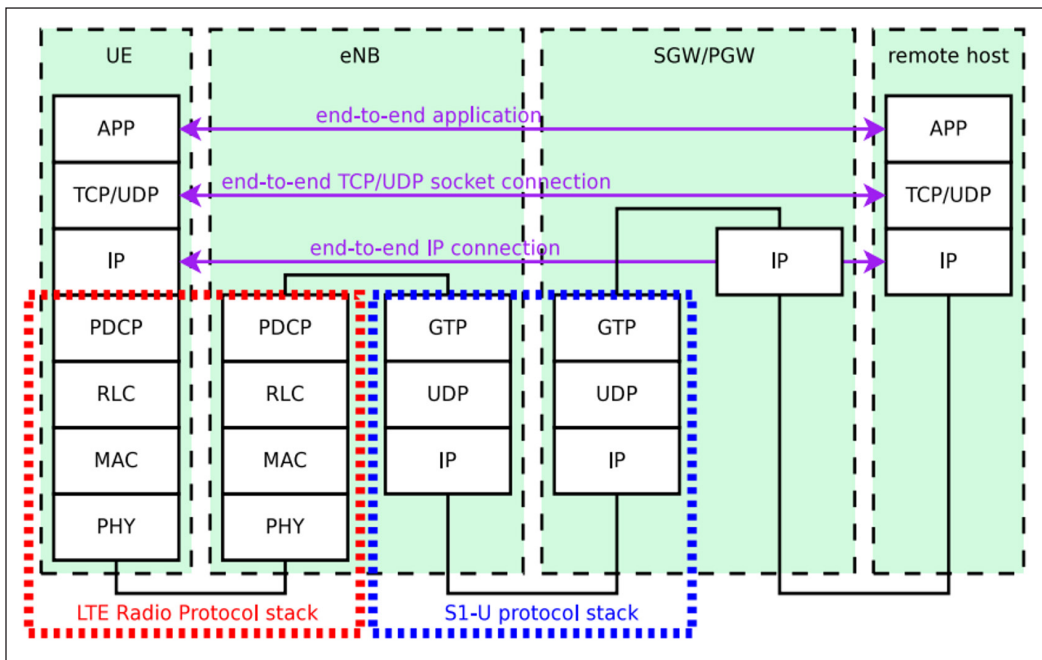 UE
eNB
SGW/PGW
remote host
APP
end-to-end application
APP
TCP/UDP
end-to-end TCP/UDP socket connection
TCP/UDP
IP
end-to-end IP connection
IP
IP
PDCP
PDCP
GTP
GTP
RLC
RLC
UDP
UDP
MAC
MAC
IP
IP
PHY
PHY
LTE Radio Protocol stack
S1-U protocol stack